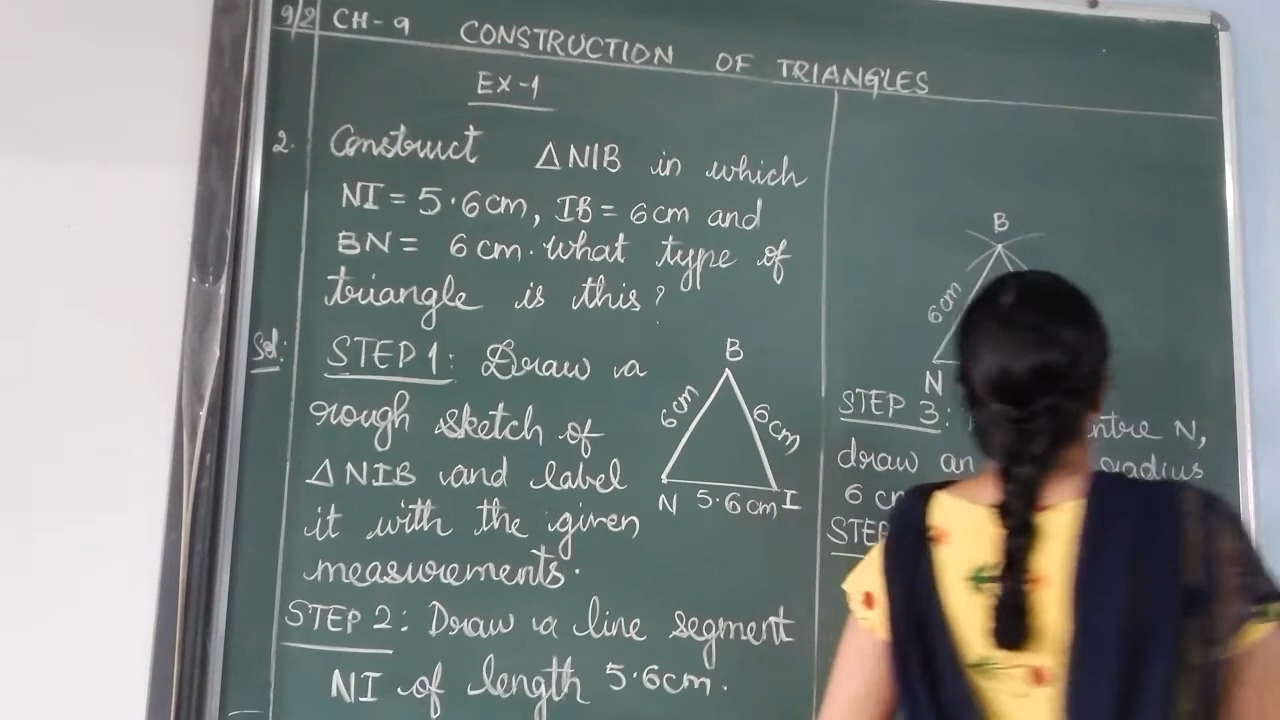 9/2 CH-9 CONSTRUCTION OF TRIANGLES
EX-1
2. Construct △NIB in which
NI = 5.6cm, IB = 6cm and
BN = 6cm. what type of
triangle is this?
Sol:
STEP 1: Draw a
rough sketch of
△NIB and label
it with the given
measurements.
B
6cm
6cm
N 5.6cm I
STEP 2: Draw a line segment
NI of length 5.6cm.
B
6cm
N
STEP 3: N,
draw an radius
6